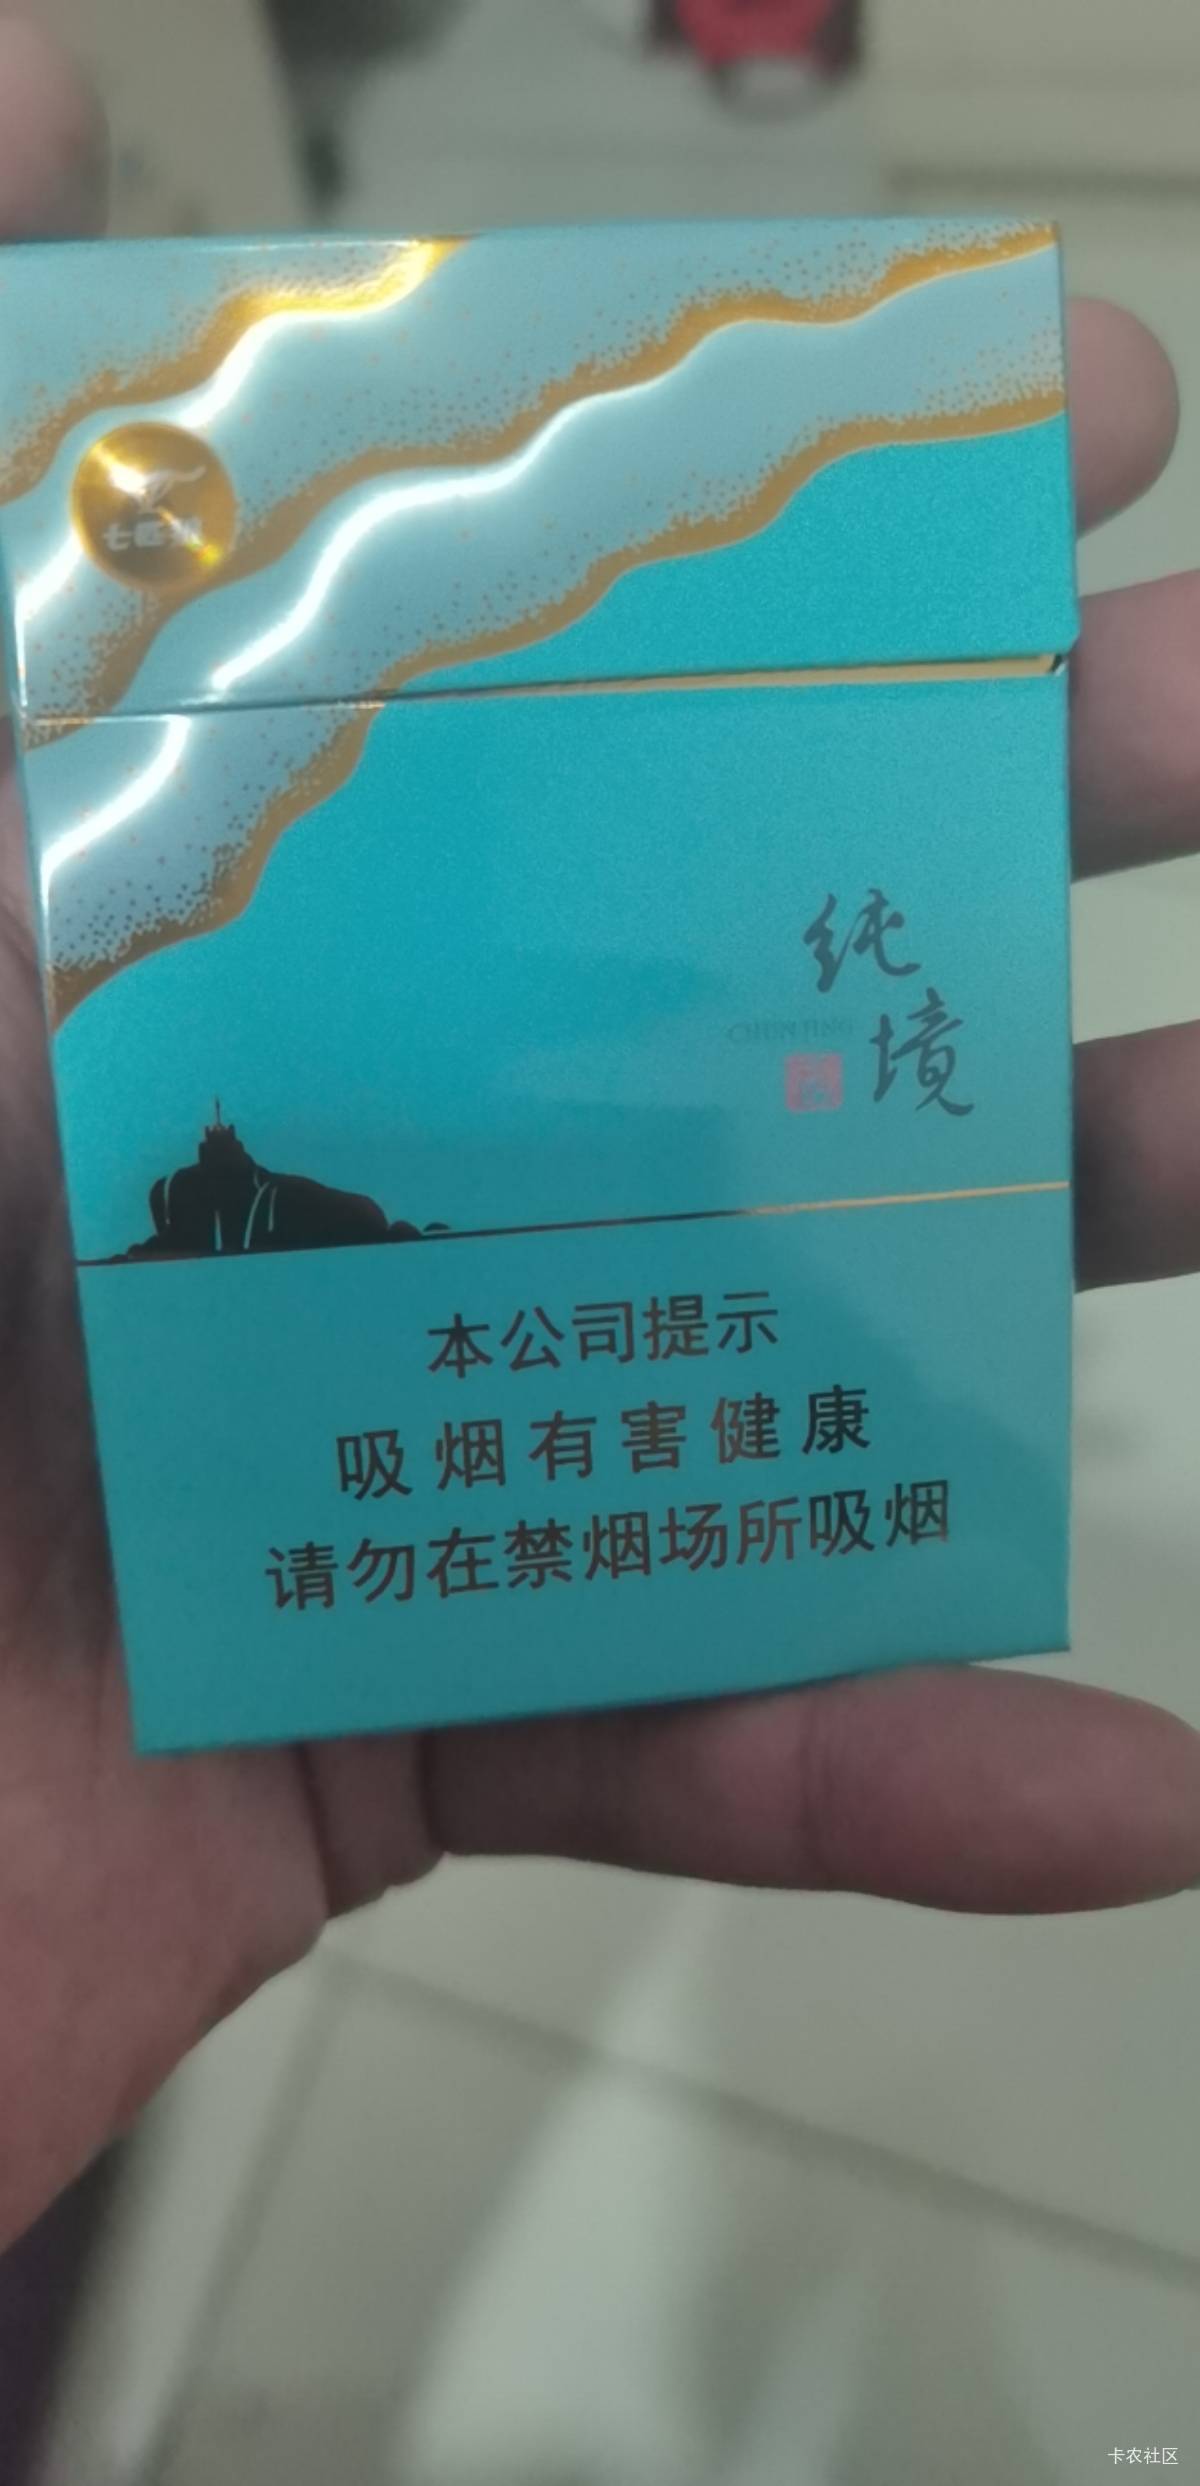 七匹狼
纯境
CHUN JING
本公司提示
吸烟有害健康
请勿在禁烟场所吸烟
卡农社区